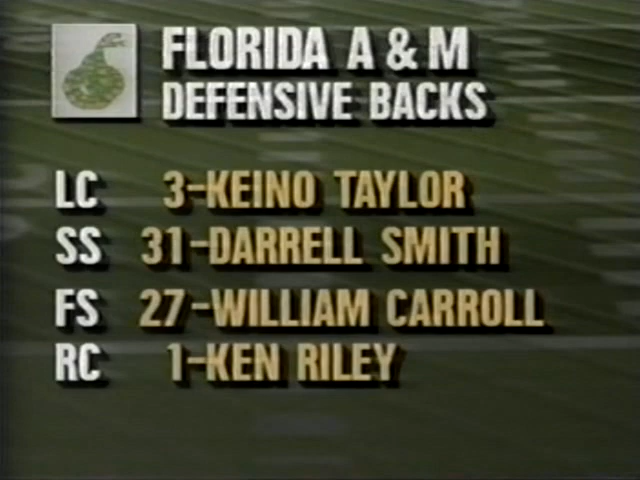 FLORIDA A & M
DEFENSIVE BACKS
LC 3-KEINO TAYLOR
SS 31-DARRELL SMITH
FS 27-WILLIAM CARROLL
RC 1-KEN RILEY